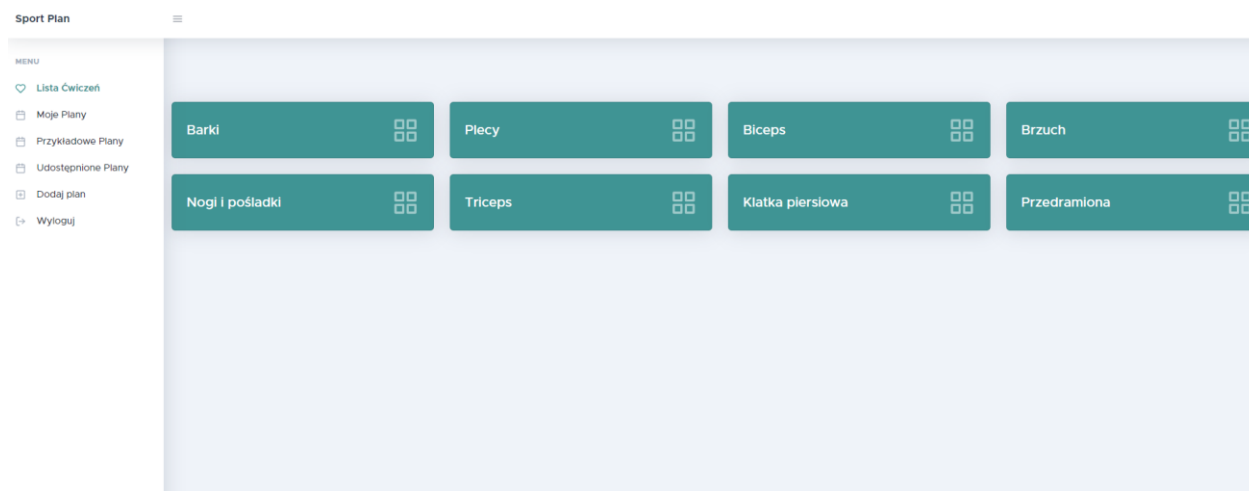 Sport Plan
MENU
Lista Ćwiczeń
Moje Plany
Przykładowe Plany
Udostępnione Plany
Dodaj plan
Wyloguj
Barki
Plecy
Biceps
Brzuch
Nogi i pośladki
Triceps
Klatka piersiowa
Przedramiona